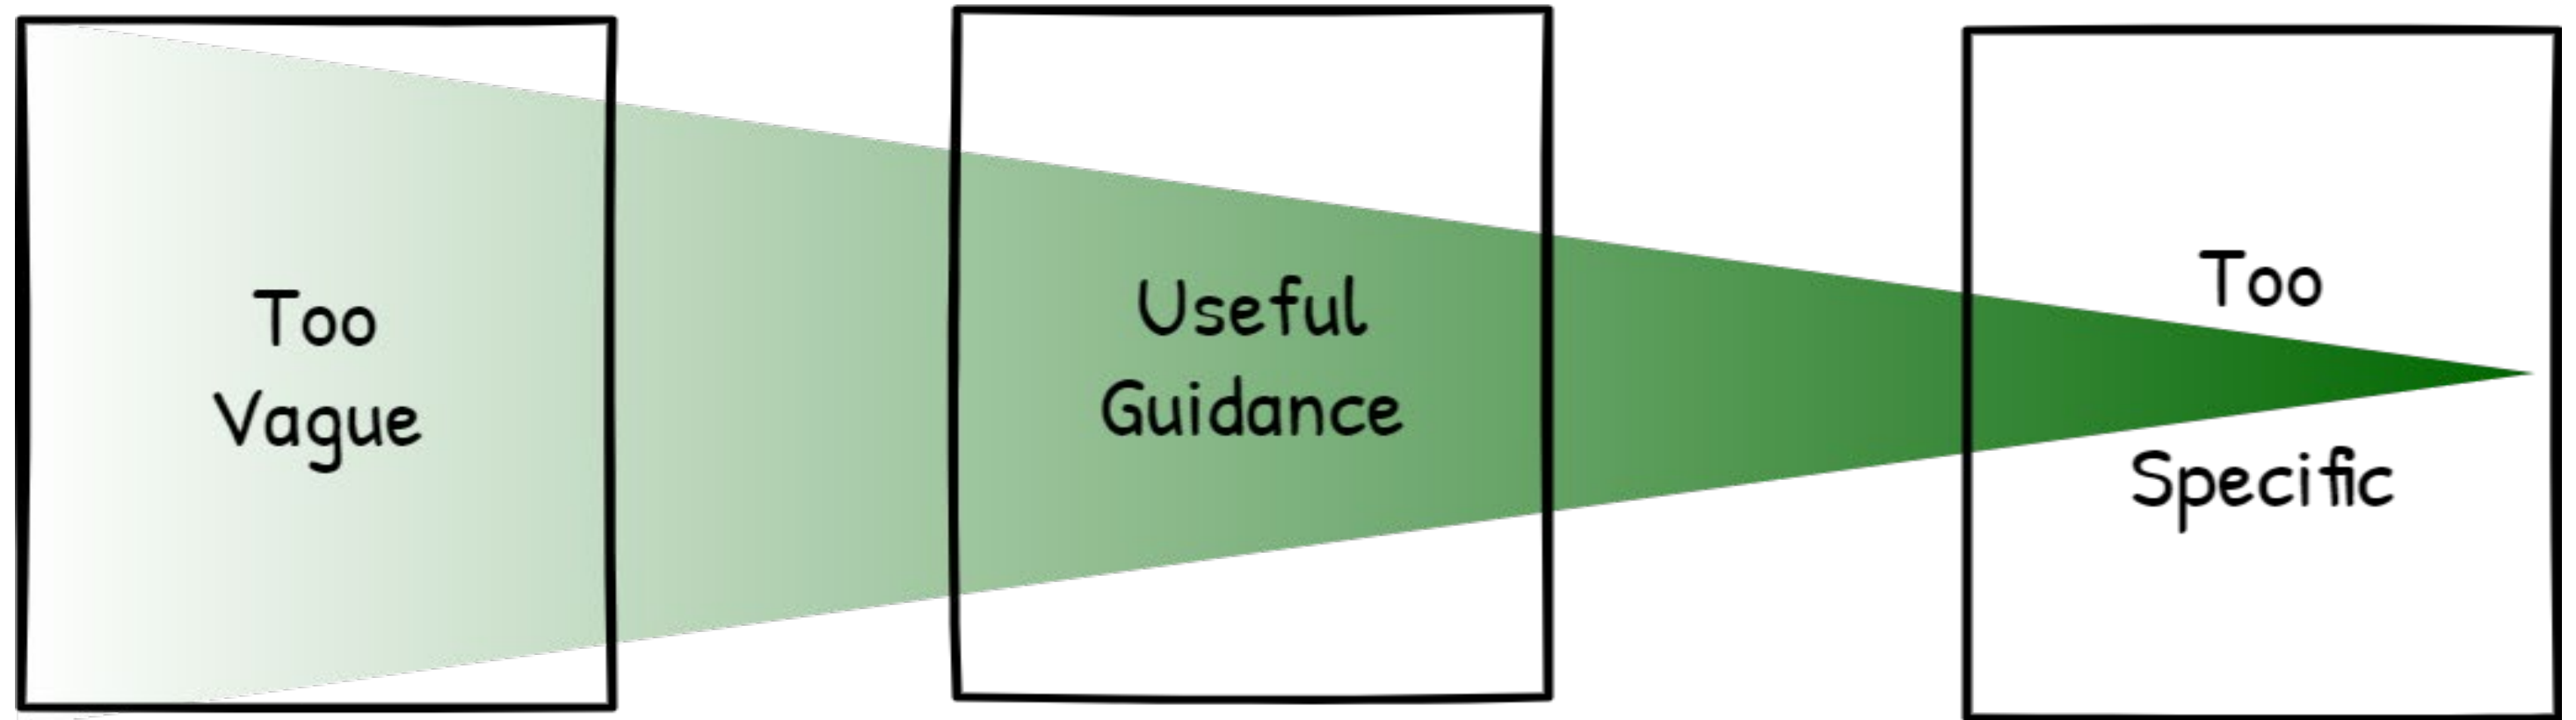 Too
Vague
Useful
Guidance
Too
Specific